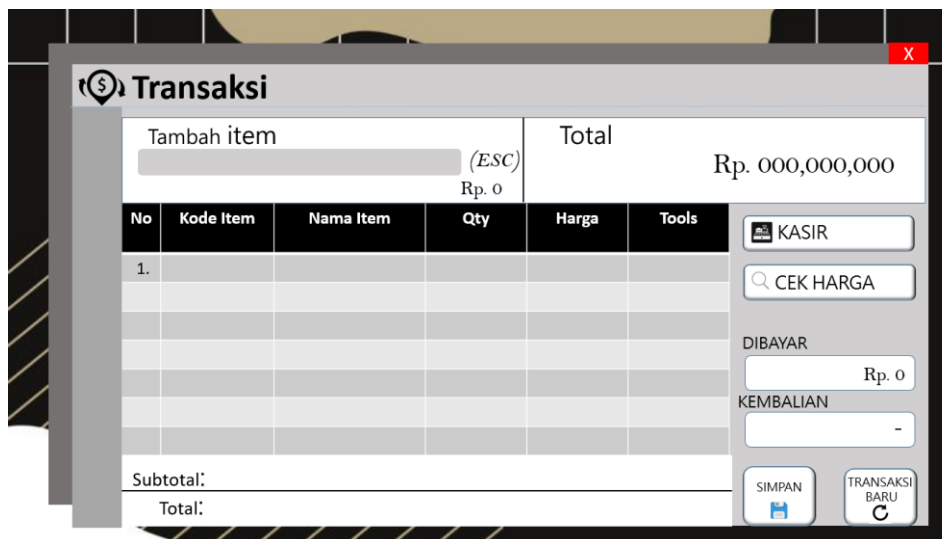 X
Transaksi
Tambah item
(ESC)
Rp. 0
Total
Rp. 000,000,000
No Kode Item Nama Item Qty Harga Tools
1.
Subtotal:
Total:
KASIR
CEK HARGA
DIBAYAR
Rp. 0
KEMBALIAN
-
SIMPAN
TRANSAKSI
BARU